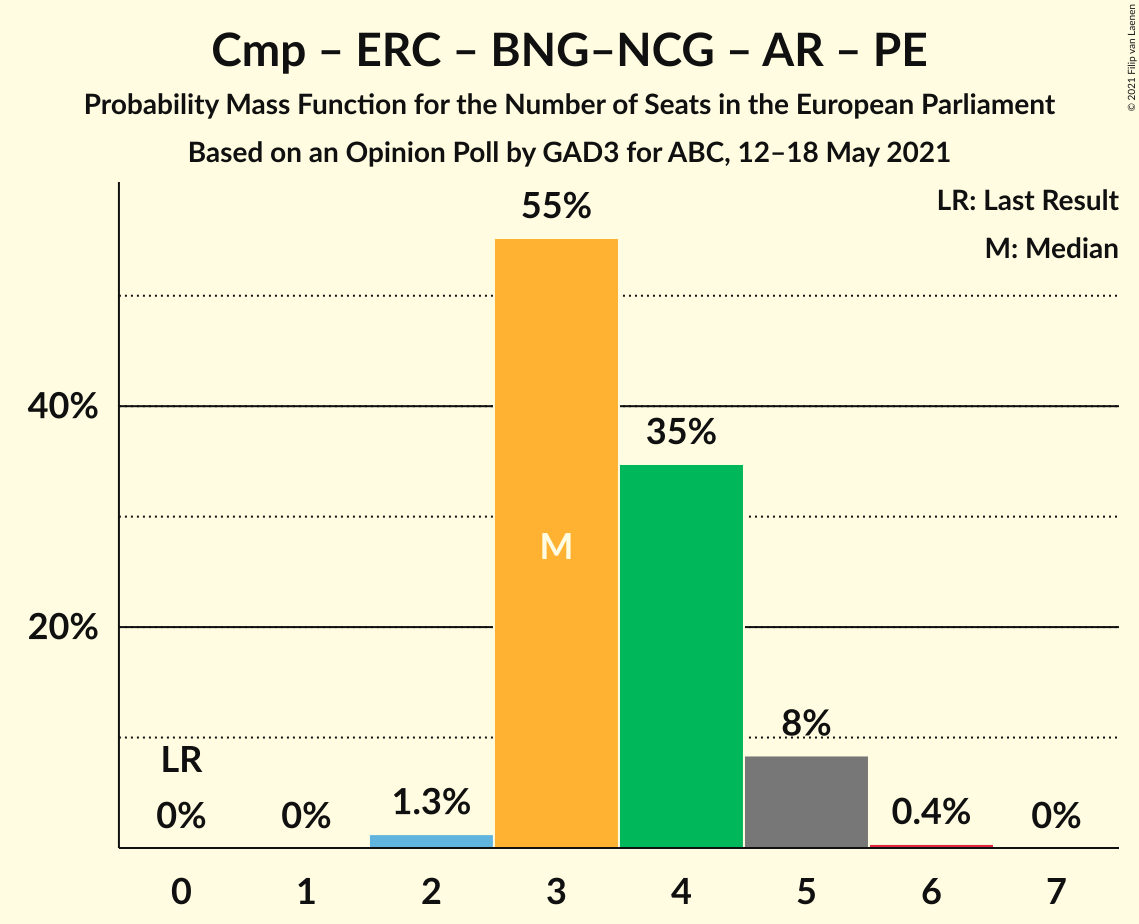 Cmp – ERC – BNG–NCG – AR – PE
Probability Mass Function for the Number of Seats in the European Parliament
Based on an Opinion Poll by GAD3 for ABC, 12–18 May 2021
© 2021 Filip van Laenen
LR: Last Result
M: Median
55%
40%
35%
M
20%
8%
LR
1.3%
0.4%
0%
0%
0%
0 1 2 3 4 5 6 7